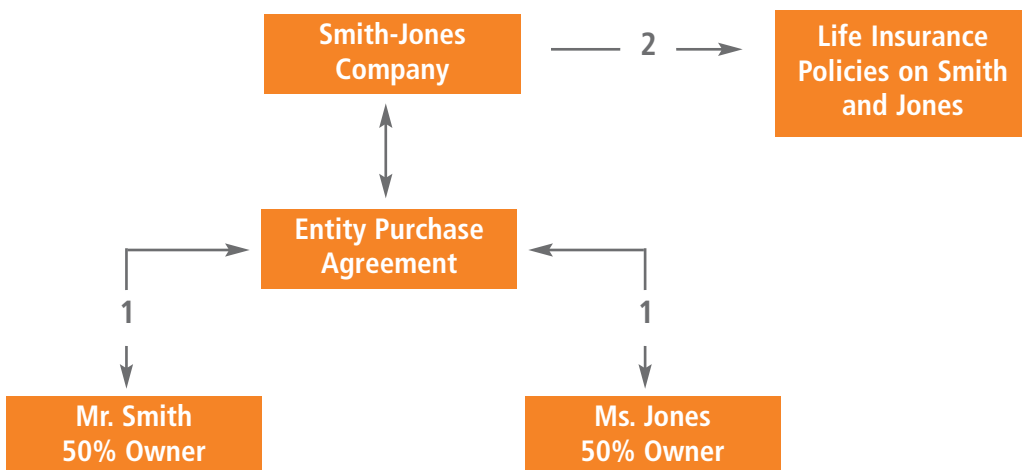 Smith-Jones
Company
2
Life Insurance
Policies on Smith
and Jones
Entity Purchase
Agreement
1
1
Mr. Smith
50% Owner
Ms. Jones
50% Owner